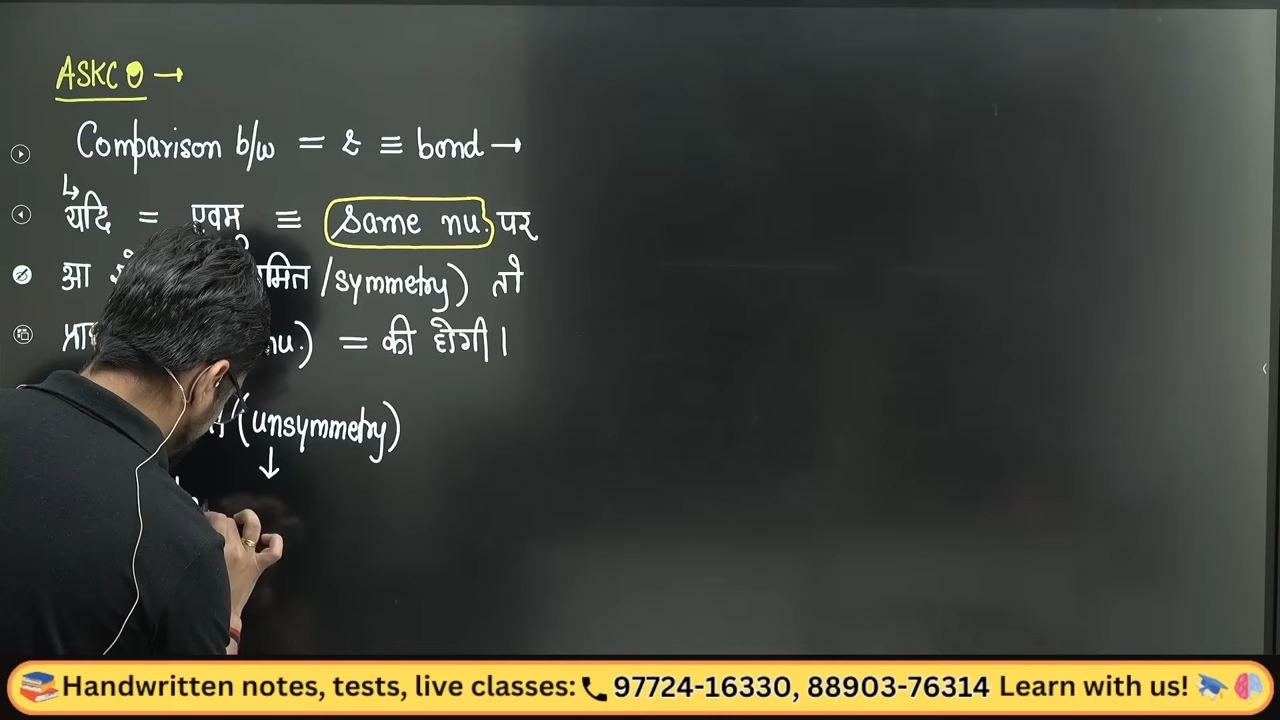 ASKC →
Comparison b/w = & ≡ bond →
↳
यदि = एवम ≡ Same nu. पर
आ /symmetry) तो
nu.) = की होगी।
(unsymmetry)
↓
Handwritten notes, tests, live classes: 97724-16330, 88903-76314 Learn with us!